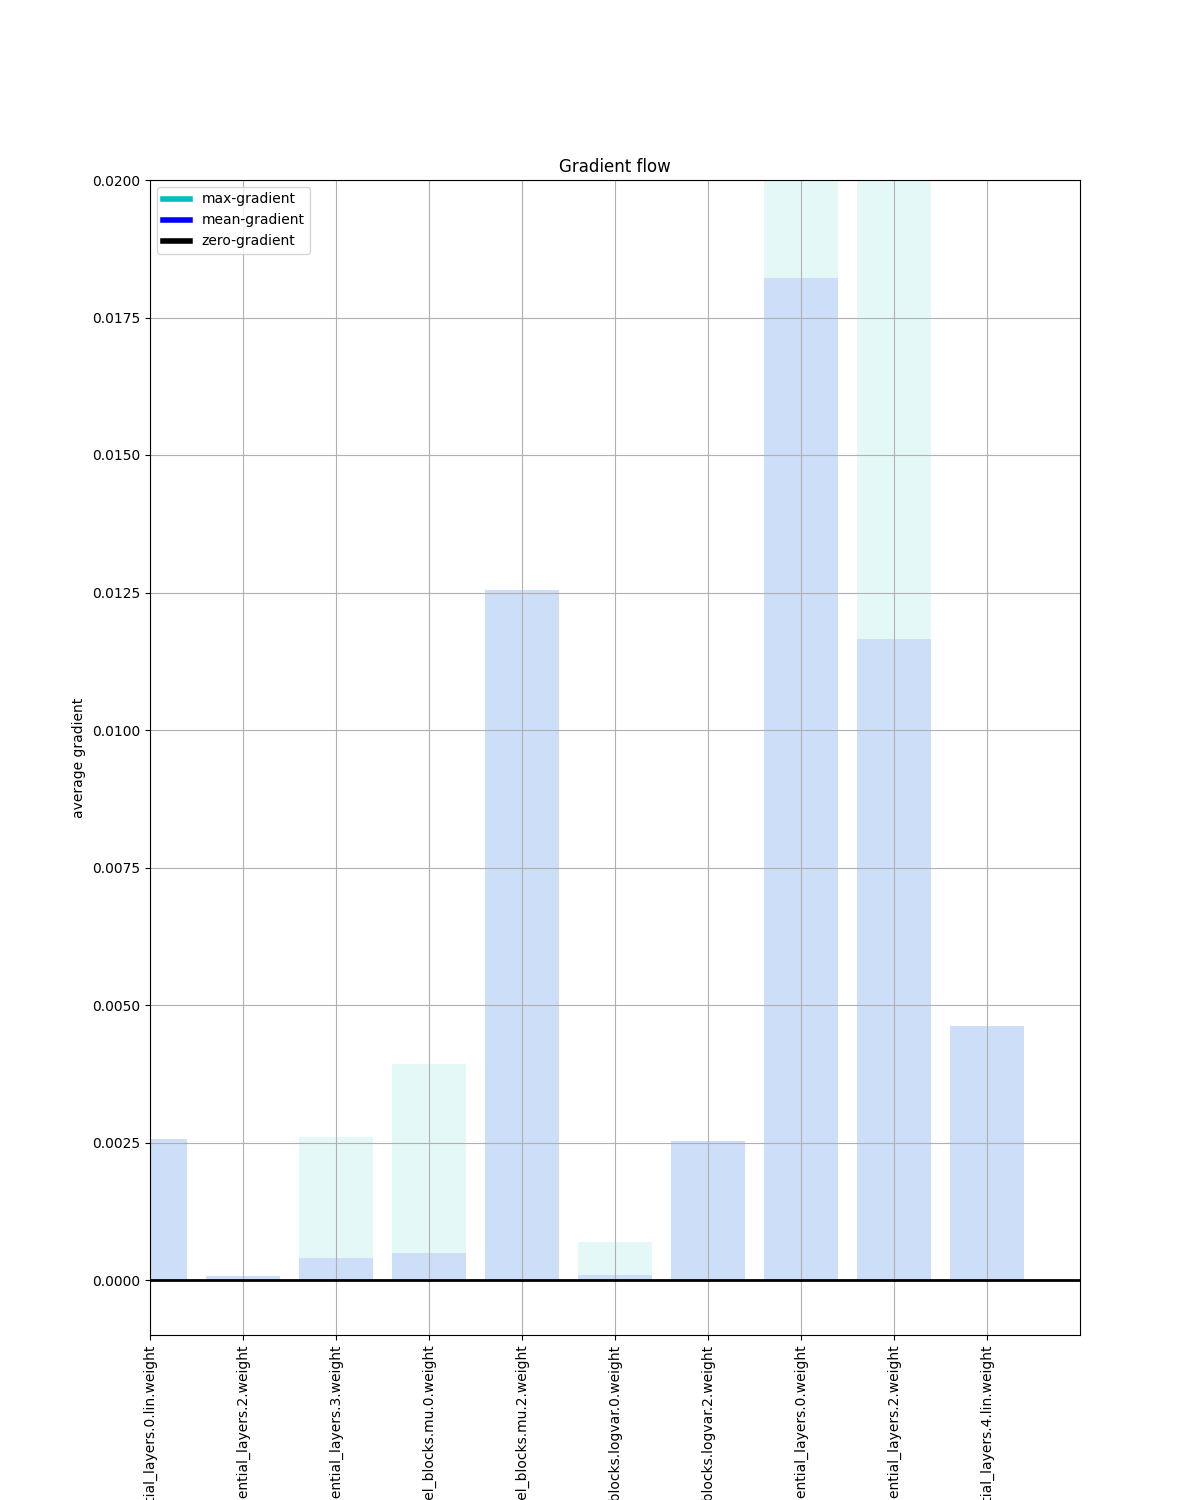 Gradient flow
max-gradient
mean-gradient
zero-gradient
0.0200
0.0175
0.0150
0.0125
0.0100
0.0075
0.0050
0.0025
0.0000
average gradient
tial_layers.0.lin.weight
ential_layers.2.weight
ential_layers.3.weight
el_blocks.mu.0.weight
el_blocks.mu.2.weight
blocks.logvar.0.weight
blocks.logvar.2.weight
ential_layers.0.weight
ential_layers.2.weight
tial_layers.4.lin.weight